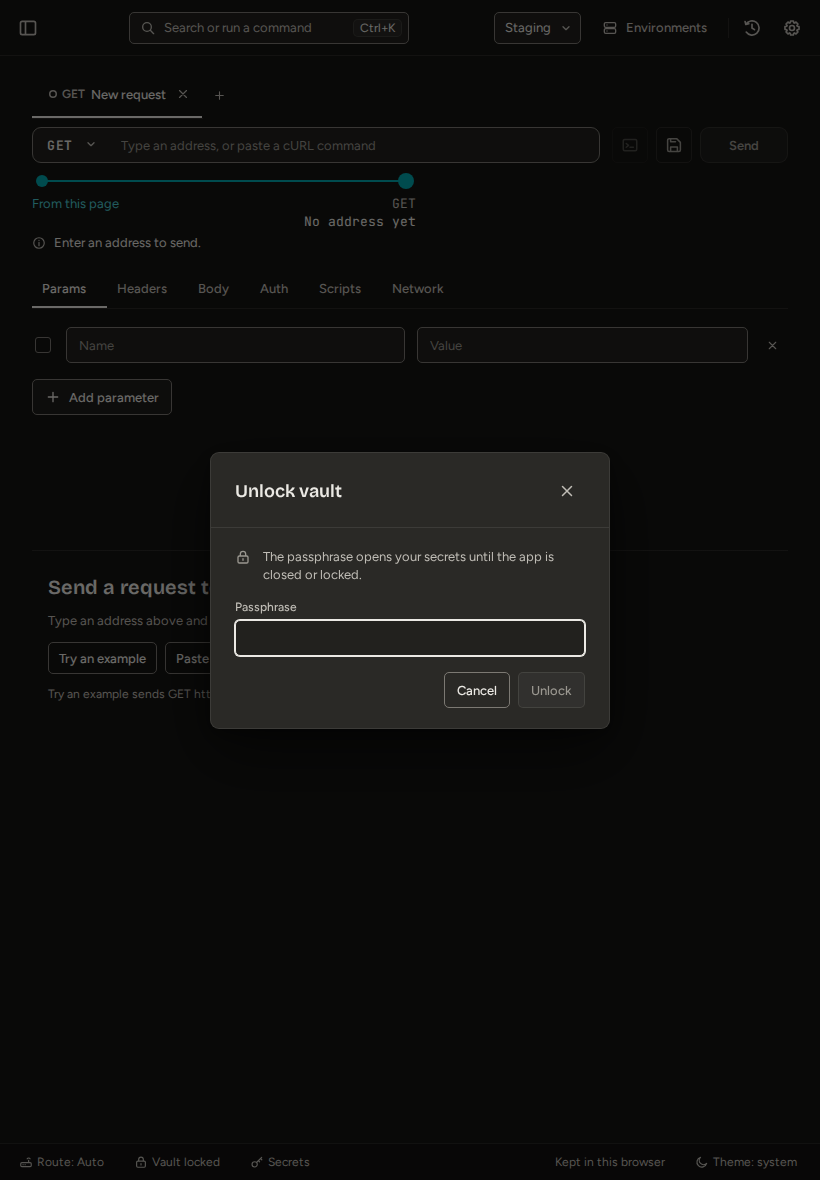 Search or run a command
Ctrl+K
Staging
Environments
GET New request
GET
Type an address, or paste a cURL command
Send
From this page
GET
No address yet
Enter an address to send.
Params
Headers
Body
Auth
Scripts
Network
Name
Value
Add parameter
Unlock vault
The passphrase opens your secrets until the app is
closed or locked.
Passphrase
Cancel
Unlock
Send a request t
Type an address above and
Try an example
Paste
Try an example sends GET htt
Route: Auto
Vault locked
Secrets
Kept in this browser
Theme: system